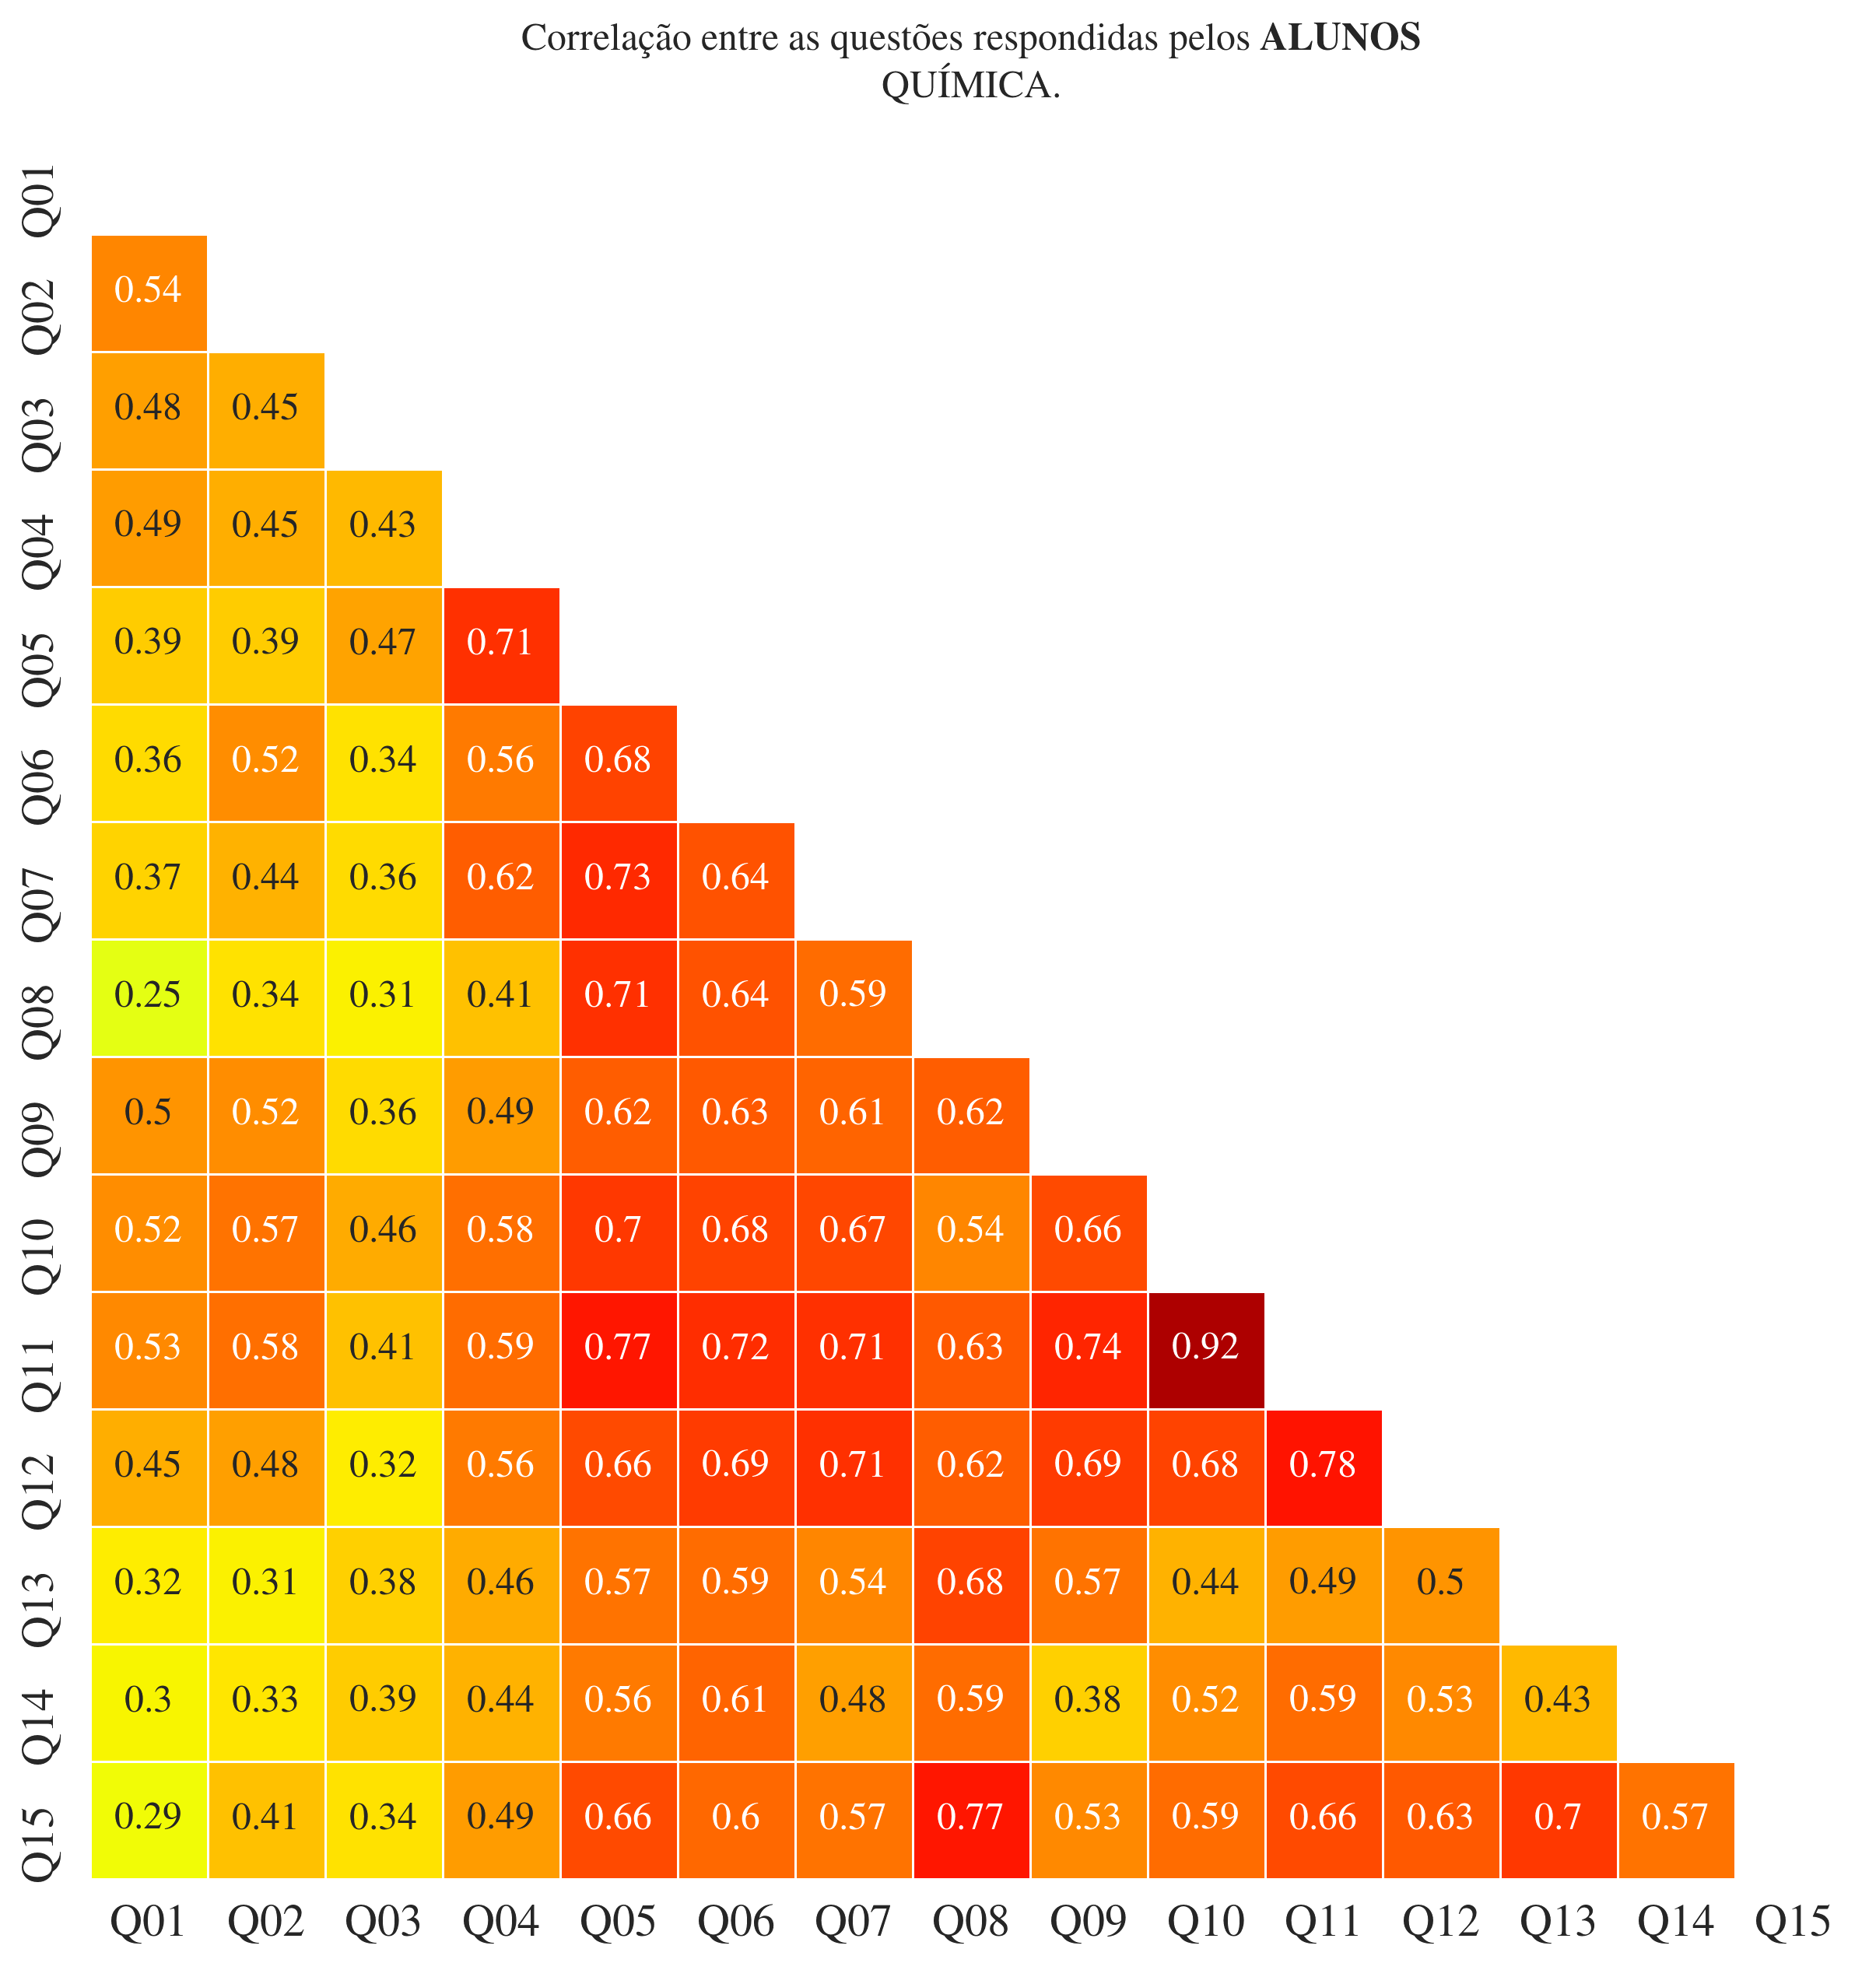 Correlação entre as questões respondidas pelos ALUNOS
QUÍMICA.
Q01
Q02 0.54
Q03 0.48 0.45
Q04 0.49 0.45 0.43
Q05 0.39 0.39 0.47 0.71
Q06 0.36 0.52 0.34 0.56 0.68
Q07 0.37 0.44 0.36 0.62 0.73 0.64
Q08 0.25 0.34 0.31 0.41 0.71 0.64 0.59
Q09 0.5 0.52 0.36 0.49 0.62 0.63 0.61 0.62
Q10 0.52 0.57 0.46 0.58 0.7 0.68 0.67 0.54 0.66
Q11 0.53 0.58 0.41 0.59 0.77 0.72 0.71 0.63 0.74 0.92
Q12 0.45 0.48 0.32 0.56 0.66 0.69 0.71 0.62 0.69 0.68 0.78
Q13 0.32 0.31 0.38 0.46 0.57 0.59 0.54 0.68 0.57 0.44 0.49 0.5
Q14 0.3 0.33 0.39 0.44 0.56 0.61 0.48 0.59 0.38 0.52 0.59 0.53 0.43
Q15 0.29 0.41 0.34 0.49 0.66 0.6 0.57 0.77 0.53 0.59 0.66 0.63 0.7 0.57
Q01 Q02 Q03 Q04 Q05 Q06 Q07 Q08 Q09 Q10 Q11 Q12 Q13 Q14 Q15